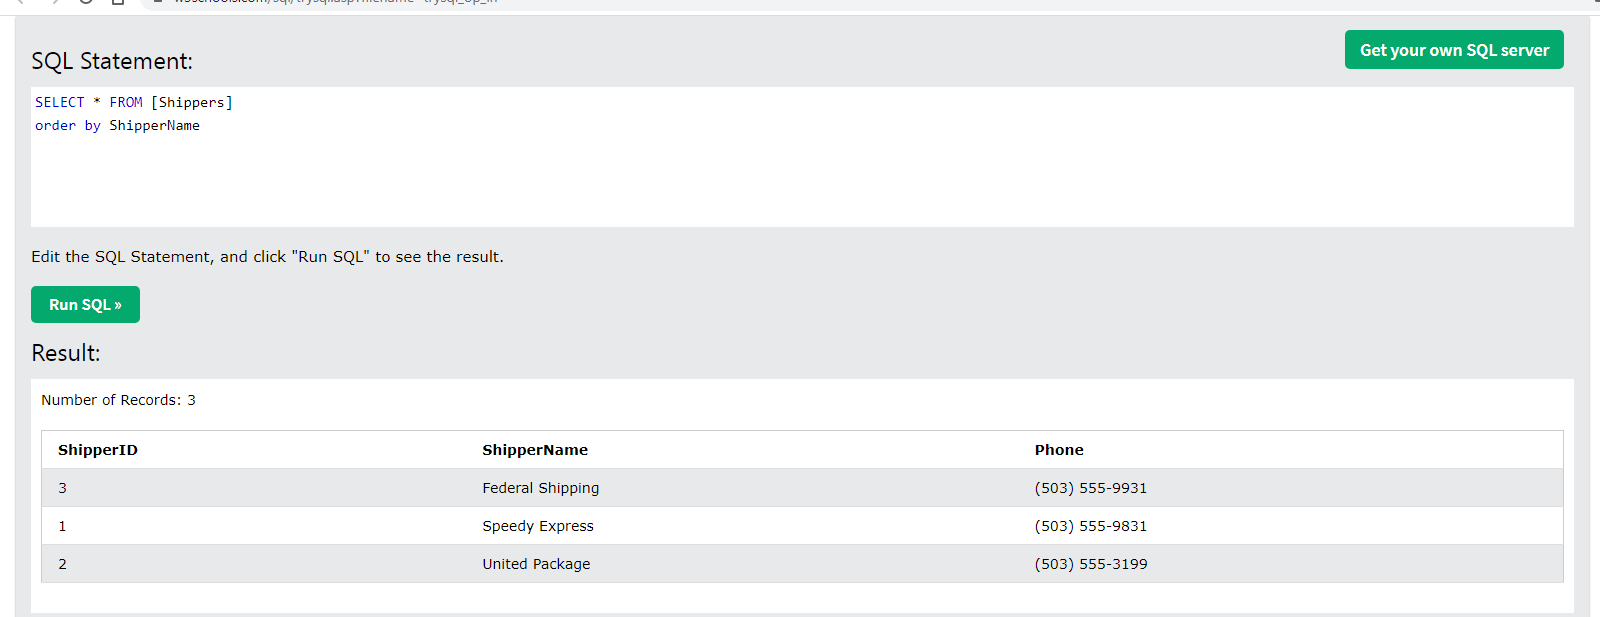 SQL Statement:
Get your own SQL server
SELECT * FROM [Shippers]
order by ShipperName
Edit the SQL Statement, and click "Run SQL" to see the result.
Run SQL »
Result:
Number of Records: 3
ShipperID ShipperName Phone
3 Federal Shipping (503) 555-9931
1 Speedy Express (503) 555-9831
2 United Package (503) 555-3199